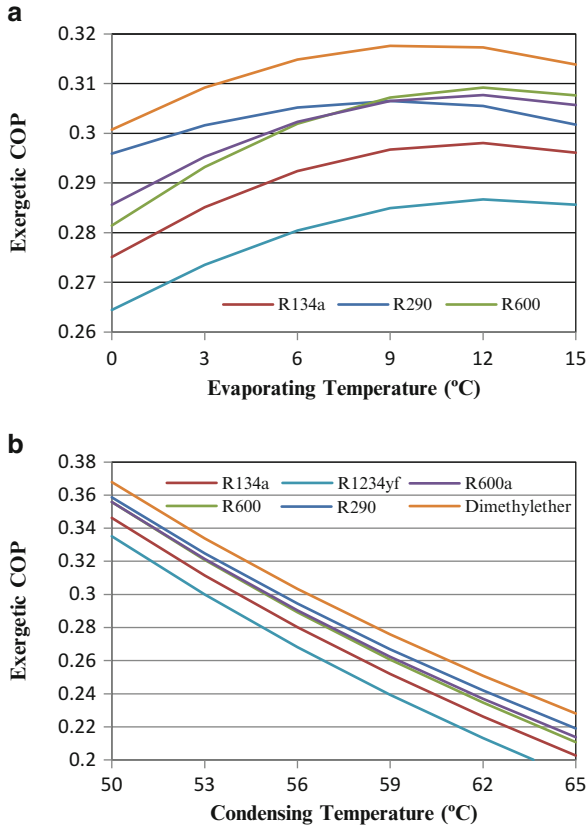 a
0.32
0.31
0.3
0.29
0.28
0.27
0.26
Exergetic COP
R134a R290 R600
0 3 6 9 12 15
Evaporating Temperature (ºC)
b
0.38
0.36
0.34
0.32
0.3
0.28
0.26
0.24
0.22
0.2
Exergetic COP
R134a R1234yf R600a
R600 R290 Dimethylether
50 53 56 59 62 65
Condensing Temperature (ºC)